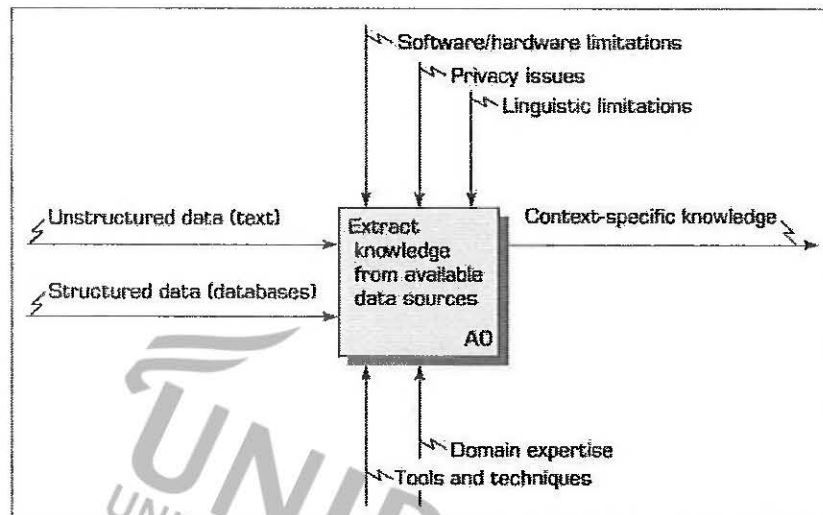 Software/hardware limitations
Privacy issues
Linguistic limitations
Unstructured data (text)
Context-specific knowledge
Extract
knowledge
from available
data sources
Structured data (databases)
A0
Domain expertise
Tools and techniques